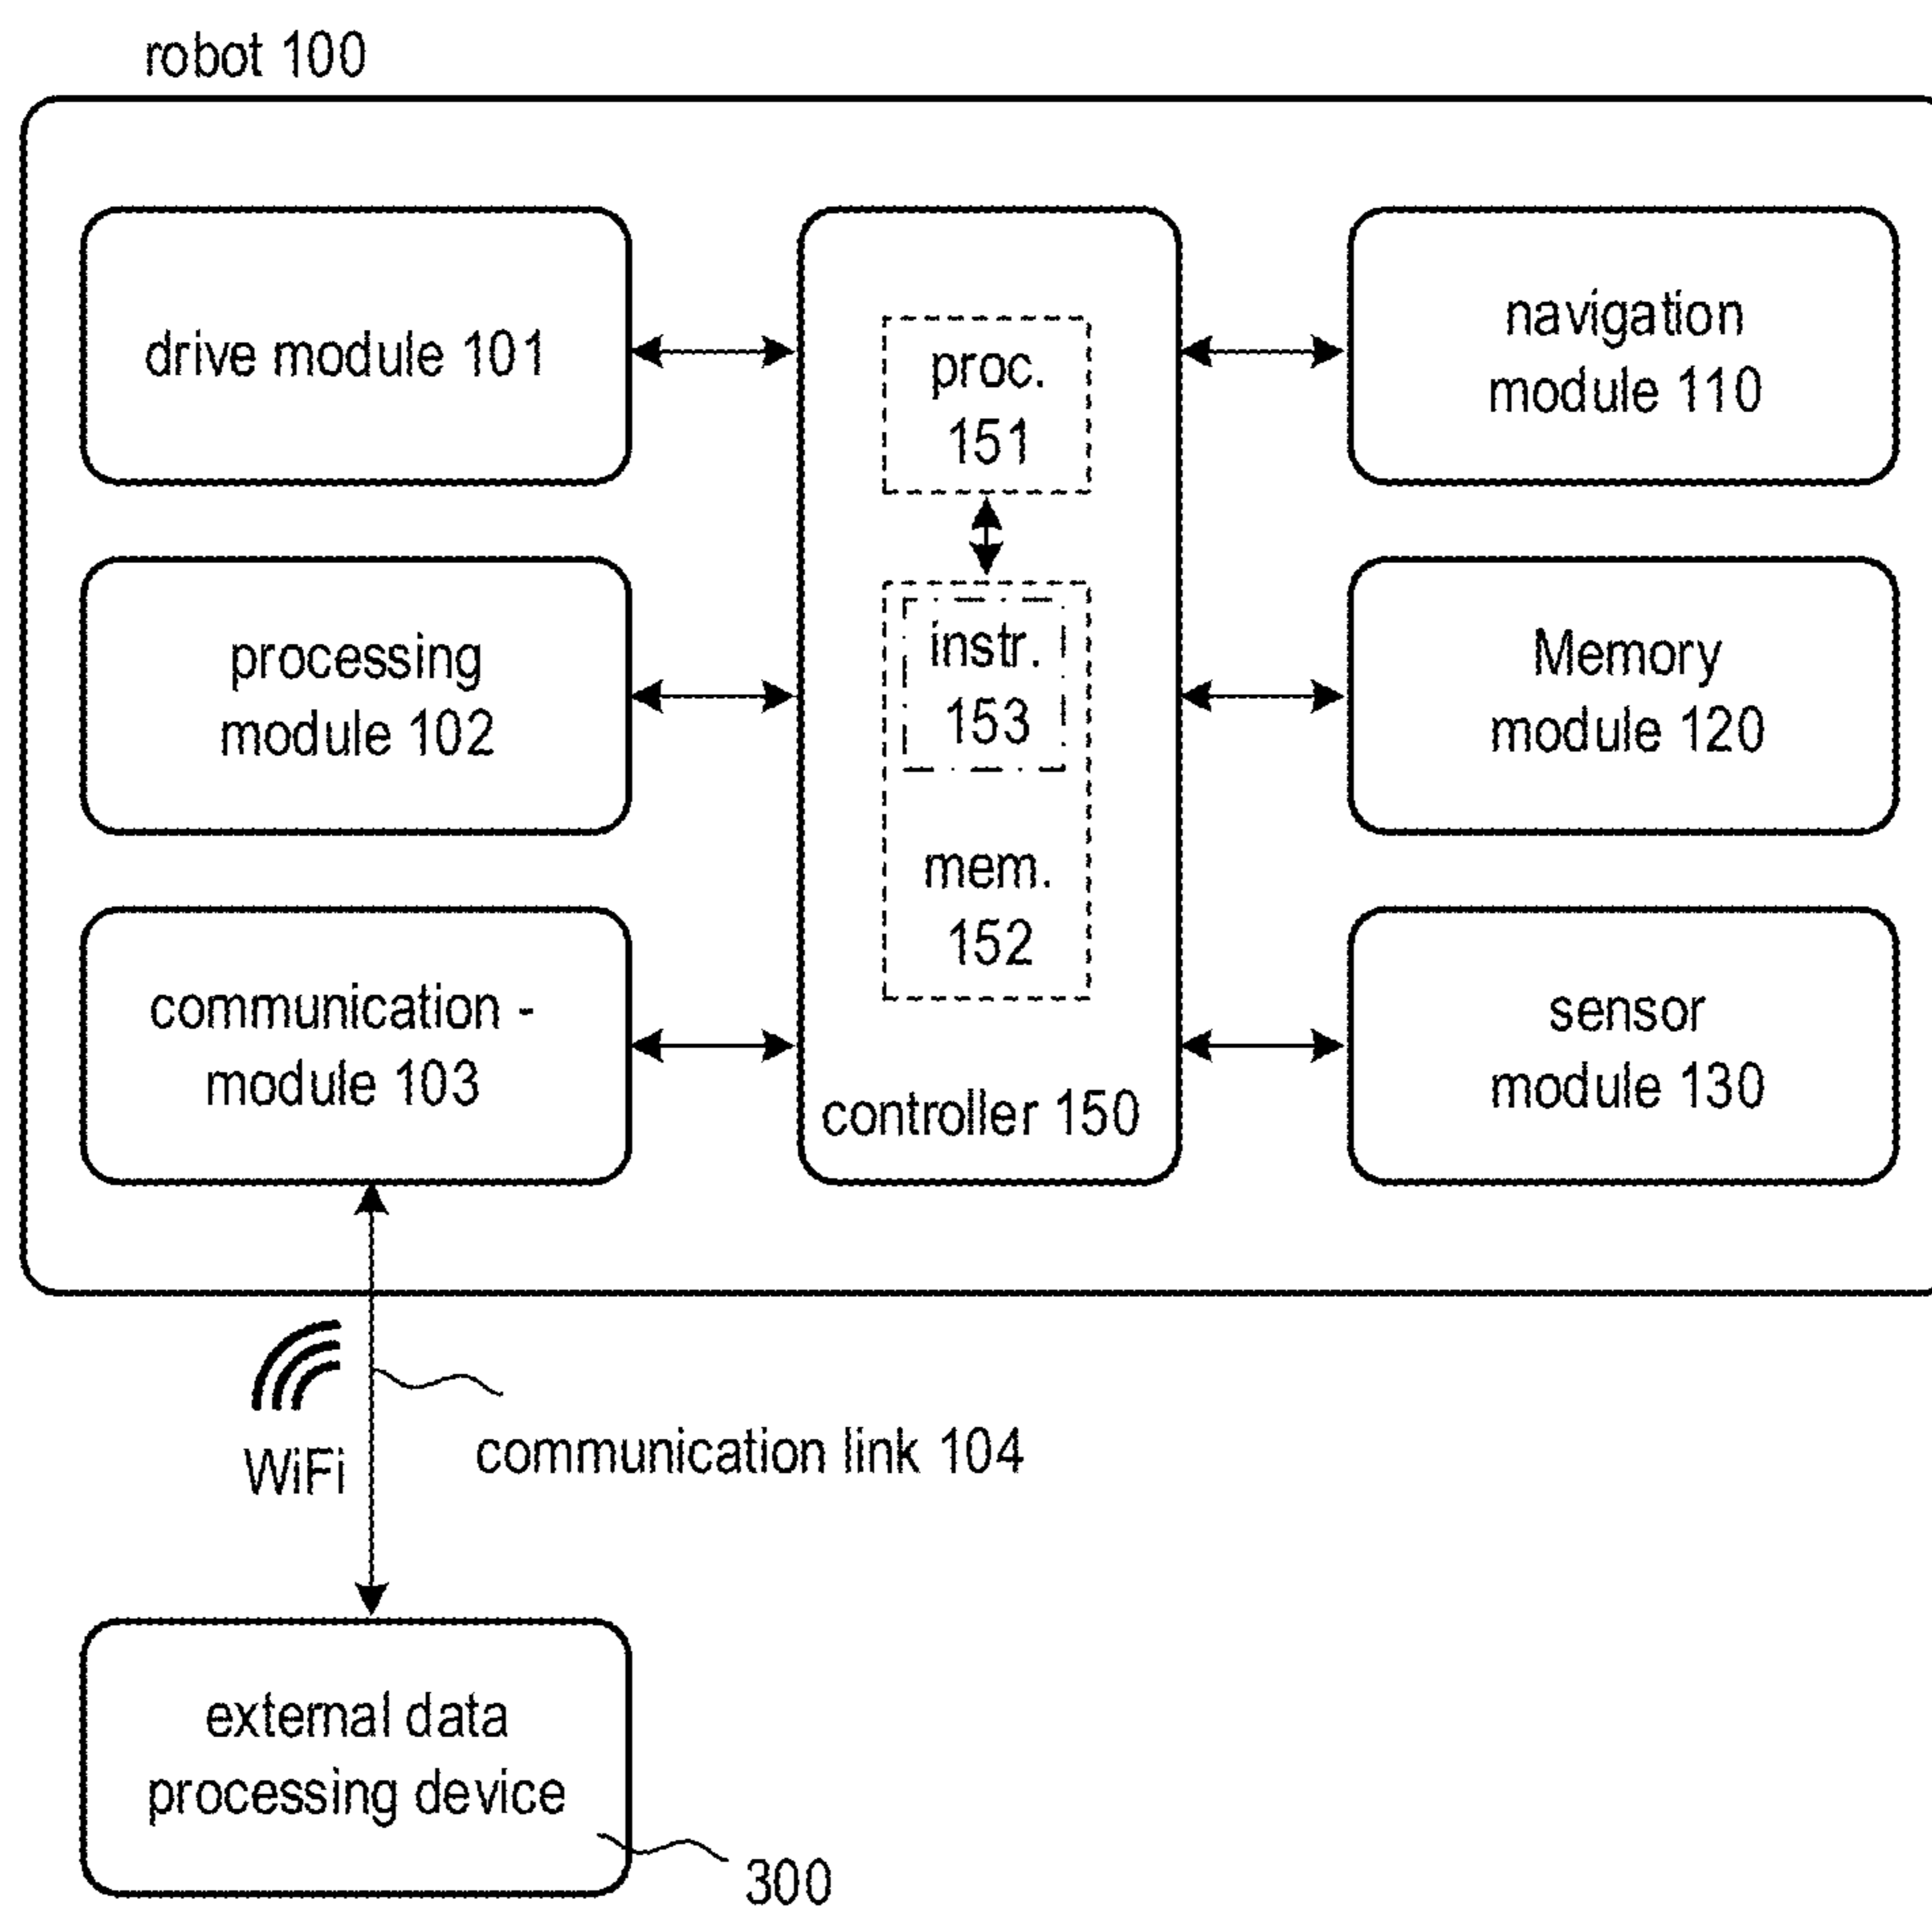 robot 100
drive module 101
processing
module 102
communication -
module 103
proc.
151
instr.
153
mem.
152
controller 150
navigation
module 110
Memory
module 120
sensor
module 130
WiFi
communication link 104
external data
processing device
300